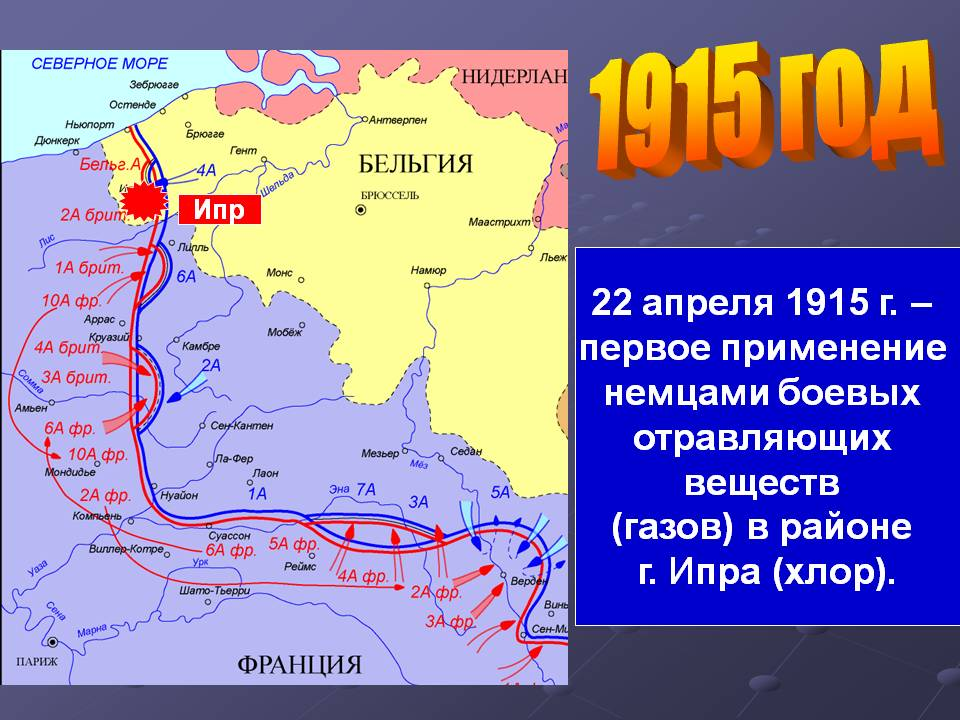 1915 год
СЕВЕРНОЕ МОРЕ
НИДЕРЛАН
Зебрюгге
Остенде
Ньюпорт
Дюнкерк
Брюгге
Антверпен
Гент
Бельг.А
4А
БЕЛЬГИЯ
Шельда
БРЮССЕЛЬ
2А брит.
Ипр
Маастрихт
Лис
Лилль
Льеж
1А брит.
6А
Монс
Намюр
10А фр.
Аррас
Круазий
Мобёж
4А брит.
Камбре
2А
3А брит.
Сомма
Амьен
6А фр.
Сен-Кантен
10А фр.
Мондидье
Ла-Фер
Лаон
Мезьер
Седан
Мёз
2А фр.
Нуайон
1А
Эна
7А
3А
5А
Компьень
Суассон
Виллер-Котре
6А фр.
5А фр.
Реймс
Урк
4А фр.
Уаза
Шато-Тьерри
2А фр.
Верден
3А фр.
Сена
Марна
Сен-Ми
ПАРИЖ
ФРАНЦИЯ
22 апреля 1915 г. –
первое применение
немцами боевых
отравляющих
веществ
(газов) в районе
г. Ипра (хлор).